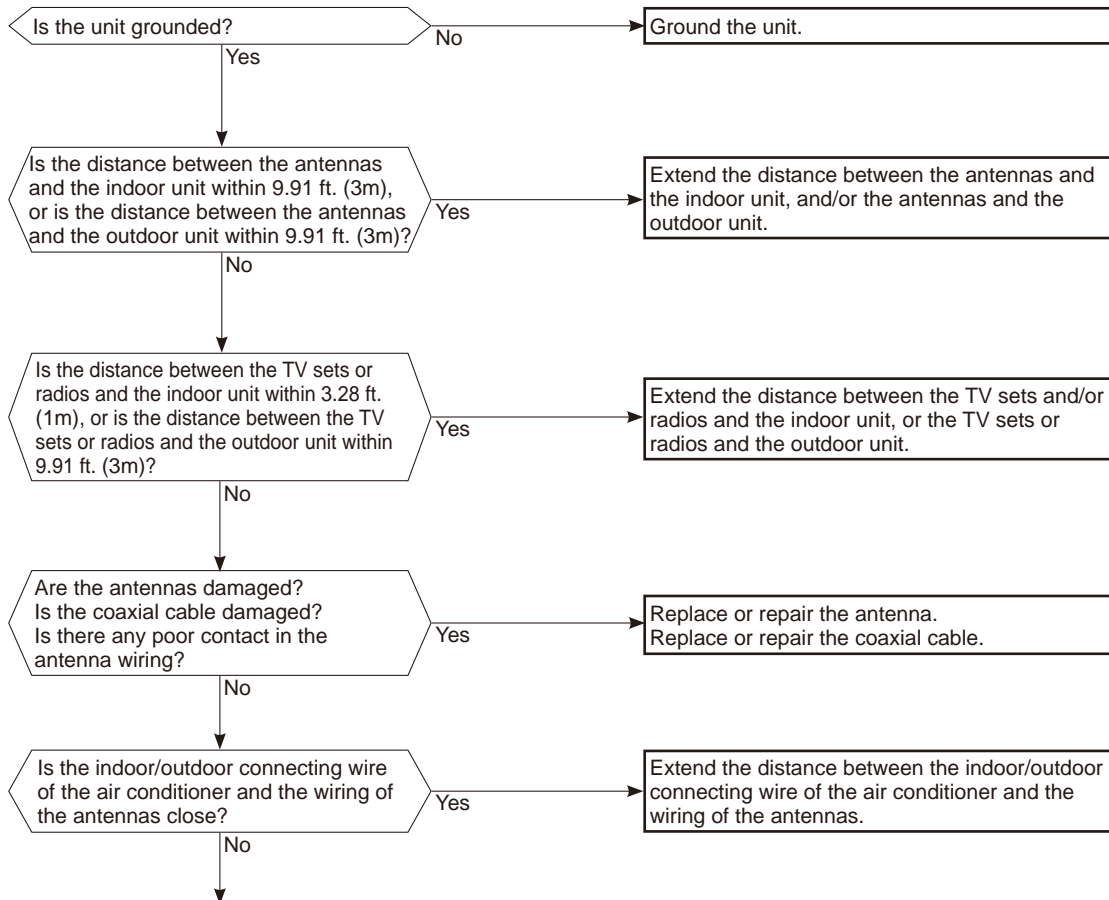 Is the unit grounded?
No
Ground the unit.
Yes
Is the distance between the antennas
and the indoor unit within 9.91 ft. (3m),
or is the distance between the antennas
and the outdoor unit within 9.91 ft. (3m)?
Yes
Extend the distance between the antennas and
the indoor unit, and/or the antennas and the
outdoor unit.
No
Is the distance between the TV sets or
radios and the indoor unit within 3.28 ft.
(1m), or is the distance between the TV
sets or radios and the outdoor unit within
9.91 ft. (3m)?
Yes
Extend the distance between the TV sets and/or
radios and the indoor unit, or the TV sets or
radios and the outdoor unit.
No
Are the antennas damaged?
Is the coaxial cable damaged?
Is there any poor contact in the
antenna wiring?
Yes
Replace or repair the antenna.
Replace or repair the coaxial cable.
No
Is the indoor/outdoor connecting wire
of the air conditioner and the wiring of
the antennas close?
Yes
Extend the distance between the indoor/outdoor
connecting wire of the air conditioner and the
wiring of the antennas.
No